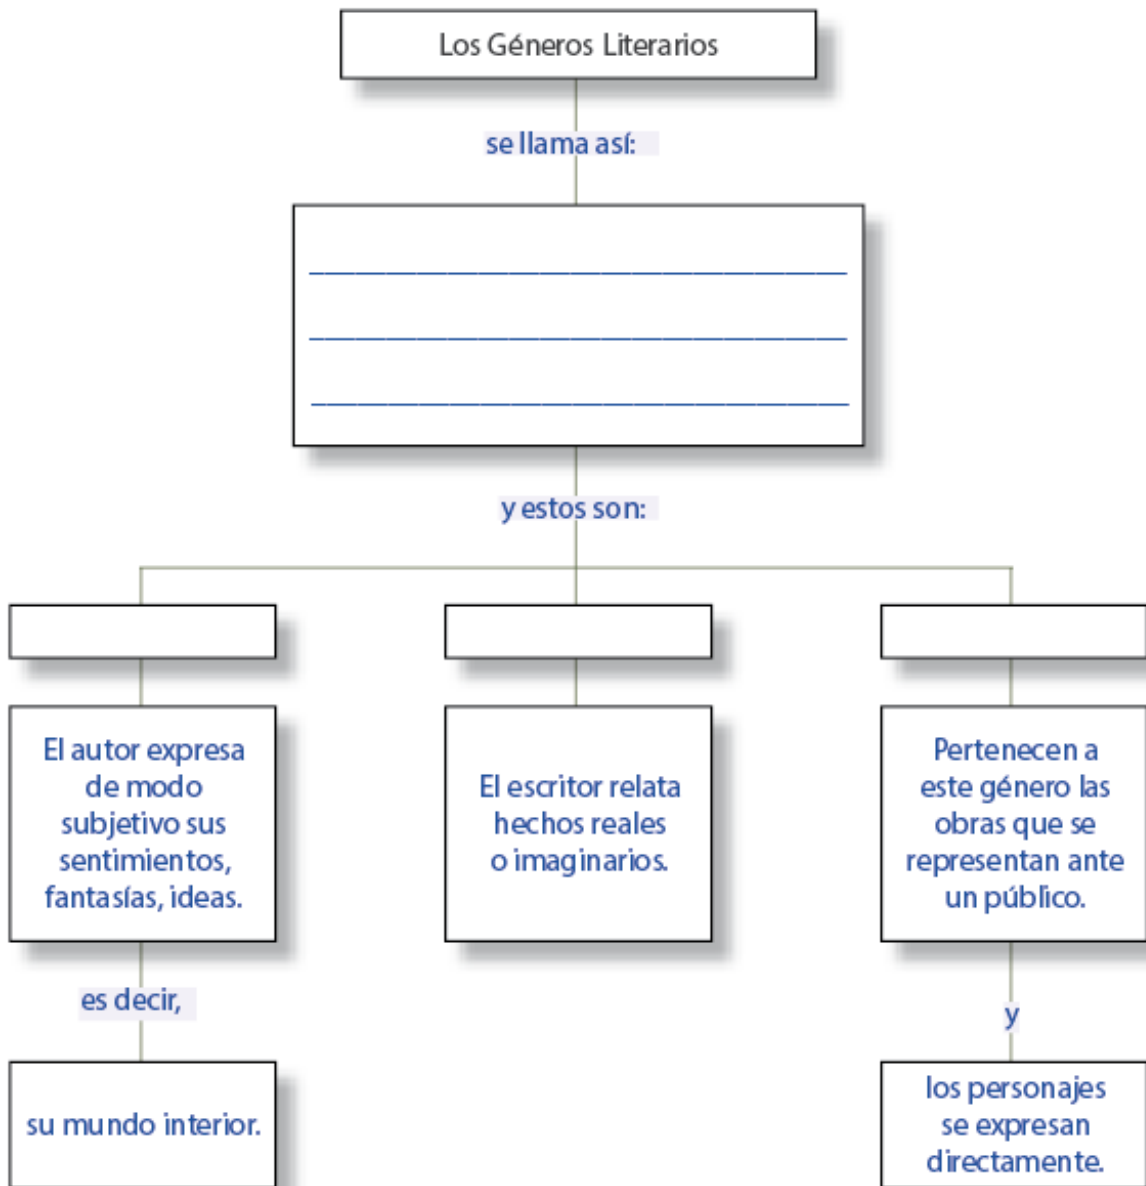 Los Géneros Literarios
se llama así:
y estos son:
El autor expresa
de modo
subjetivo sus
sentimientos,
fantasías, ideas.
El escritor relata
hechos reales
o imaginarios.
Pertenecen a
este género las
obras que se
representan ante
un público.
es decir,
y
su mundo interior.
los personajes
se expresan
directamente.